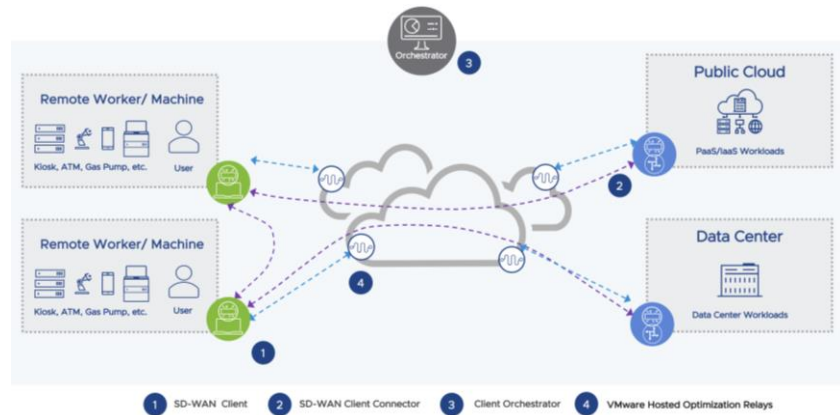 Orchestrator
3
Remote Worker/ Machine
Kiosk, ATM, Gas Pump, etc.
User
Public Cloud
PaaS/IaaS Workloads
2
Remote Worker/ Machine
Kiosk, ATM, Gas Pump, etc.
User
4
1
Data Center
Data Center Workloads
1 SD-WAN Client
2 SD-WAN Client Connector
3 Client Orchestrator
4 VMware Hosted Optimization Relays